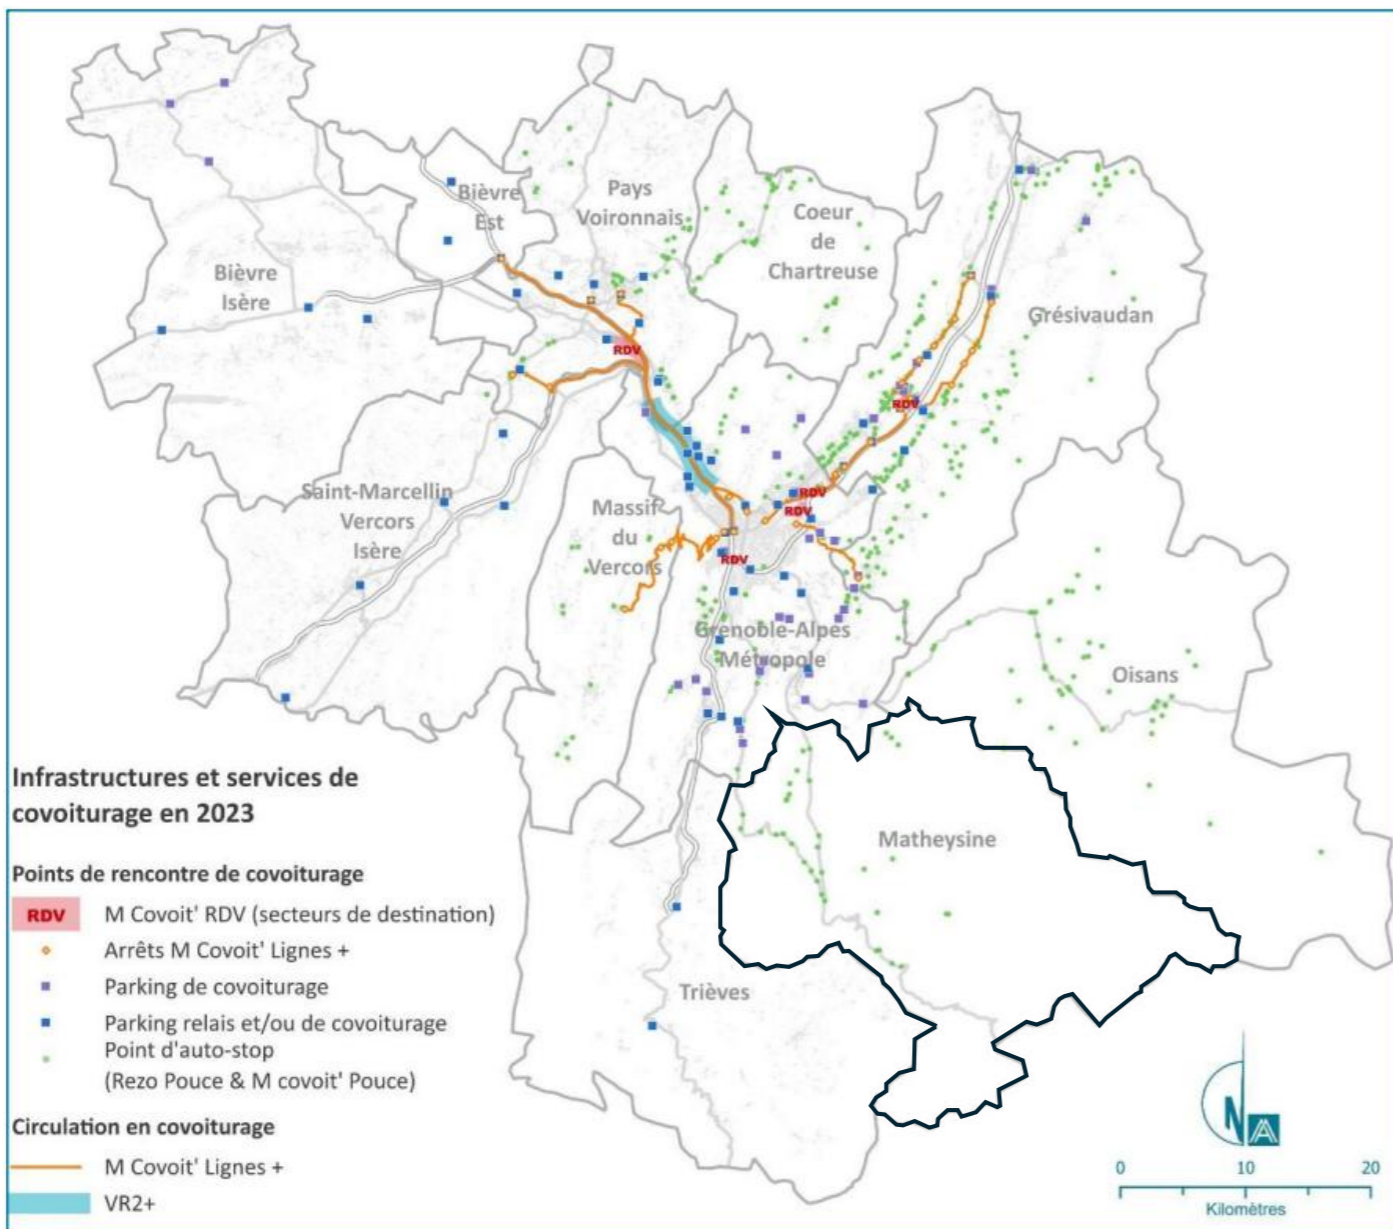 Bièvre
Est
Pays
Voironnais
Coeur
de
Chartreuse
Bièvre
Isère
Grésivaudan
RDV
RDV
Saint-Marcellin
Vercors
Isère
Massif
du
Vercors
RDV
RDV
RDV
Grenoble-Alpes
Métropole
Oisans
Matheysine
Trièves
Infrastructures et services de
covoiturage en 2023
Points de rencontre de covoiturage
RDV M Covoit' RDV (secteurs de destination)
Arrêts M Covoit' Lignes +
Parking de covoiturage
Parking relais et/ou de covoiturage
Point d'auto-stop
(Rezo Pouce & M covoit' Pouce)
Circulation en covoiturage
M Covoit' Lignes +
VR2+
N
0 10 20
Kilomètres